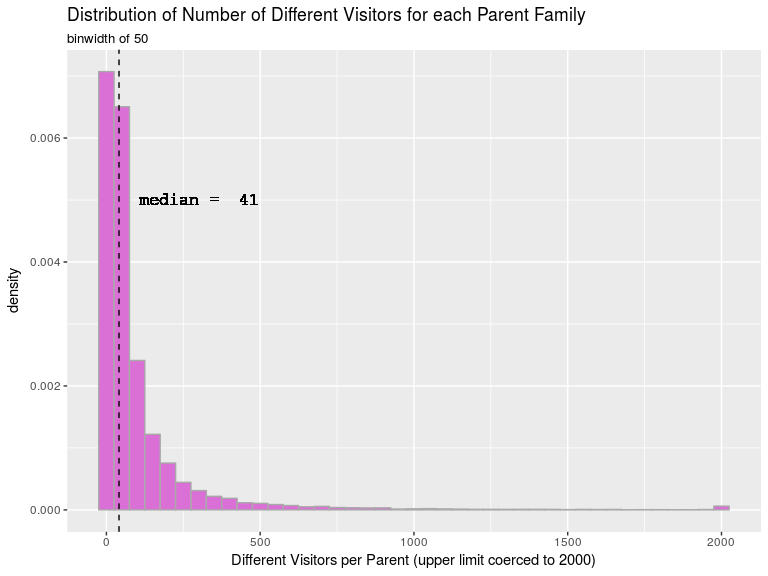 Distribution of Number of Different Visitors for each Parent Family
binwidth of 50
0.006
median = 41
0.004
density
0.002
0.000
0 500 1000 1500 2000
Different Visitors per Parent (upper limit coerced to 2000)